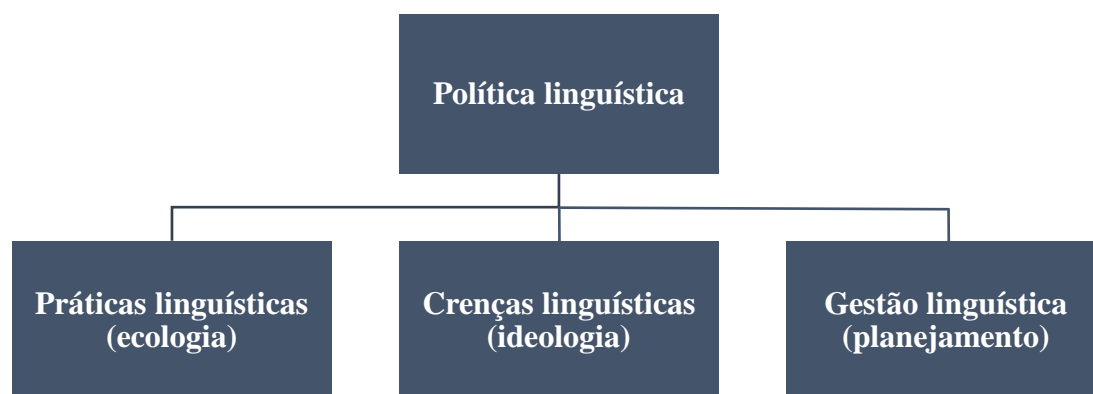 Política linguística
Práticas linguísticas
(ecologia)
Crenças linguísticas
(ideologia)
Gestão linguística
(planejamento)